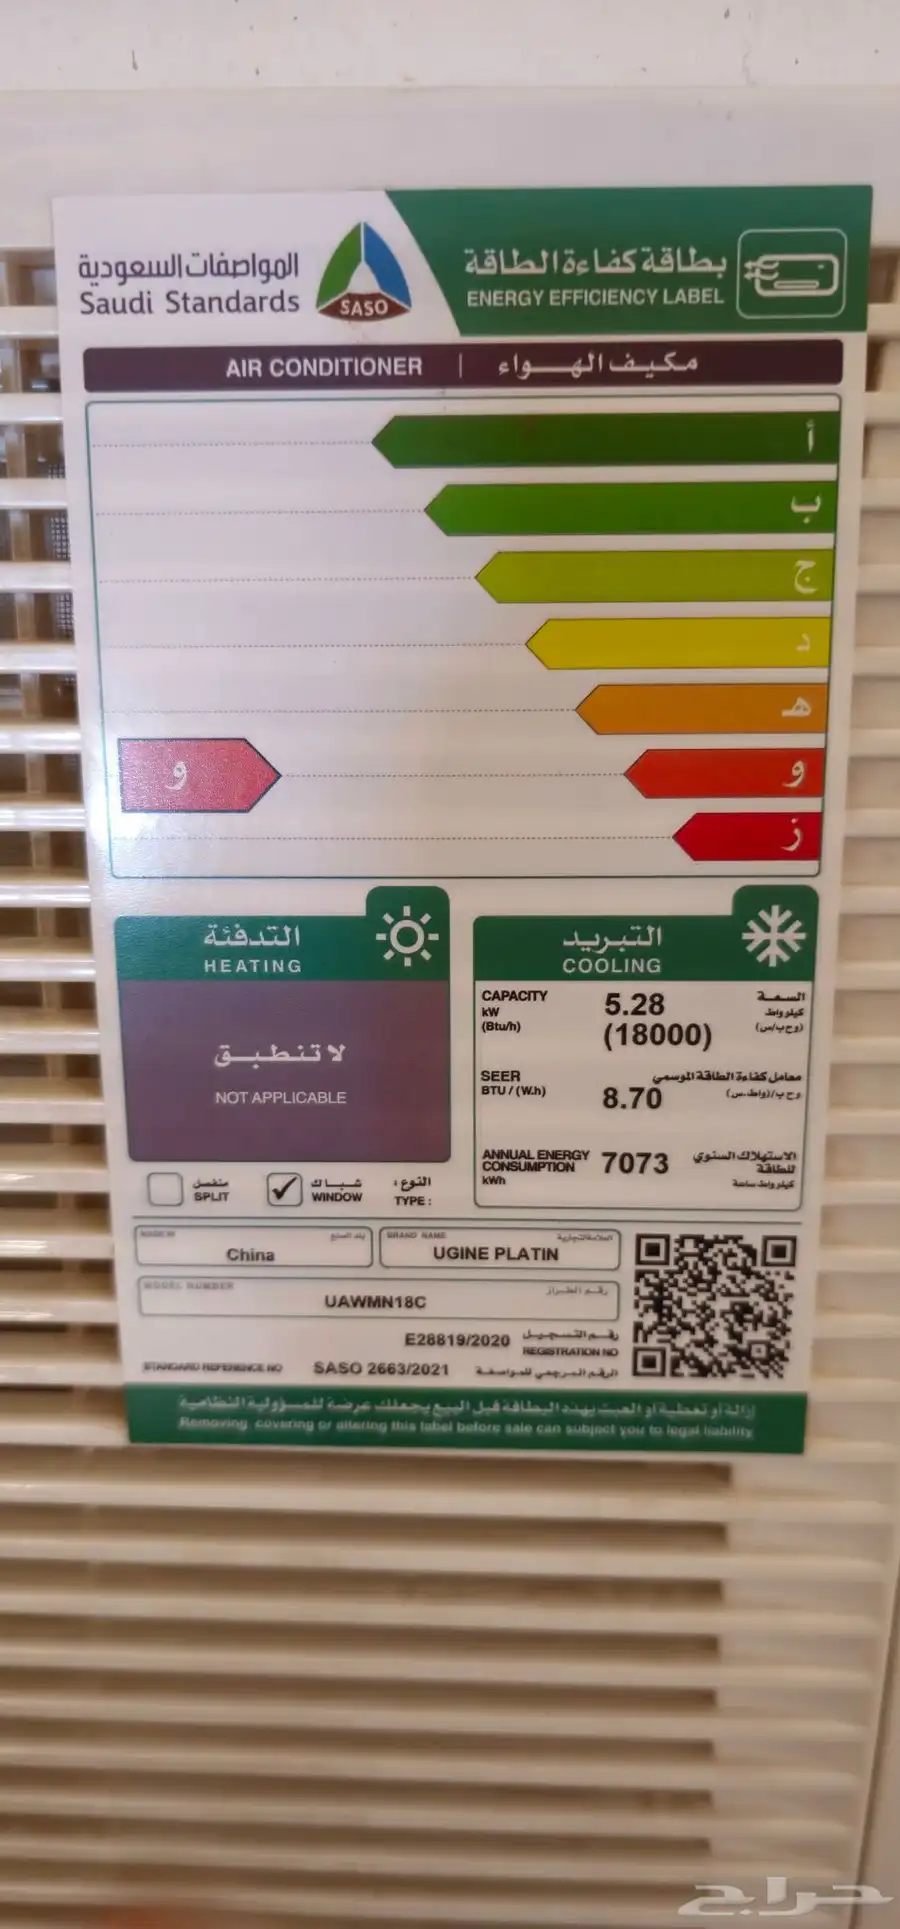 المواصفات السعودية
Saudi Standards
SASO
بطاقة كفاءة الطاقة
ENERGY EFFICIENCY LABEL
AIR CONDITIONER | مكيف الهواء
أ
ب
ج
د
هـ
و
و
ز
التدفئة
HEATING
لا تنطبق
NOT APPLICABLE
التبريد
COOLING
CAPACITY 5.28 السعة
kW كيلو واط
(Btu/h) (18000) (وح ب/س)
SEER معامل كفاءة الطاقة الموسمي
BTU / (W.h) 8.70 وح ب/(واط.س)
ANNUAL ENERGY CONSUMPTION 7073 الاستهلاك السنوي للطاقة
kWh كيلو واط ساعة
منفصل شباك النوع:
SPLIT WINDOW TYPE:
MADE IN بلد الصنع
China
BRAND NAME العلامة التجارية
UGINE PLATIN
MODEL NUMBER رقم الطراز
UAWMN18C
E28819/2020 رقم التسجيل
REGISTRATION NO
STANDARD REFERENCE NO SASO 2663/2021 الرقم المرجعي للمواصفة
إزالة أو تغطية أو العبث بهذه البطاقة قبل البيع يجعلك عرضة للمسؤولية النظامية
Removing, covering or altering this label before sale can subject you to legal liability
حراج